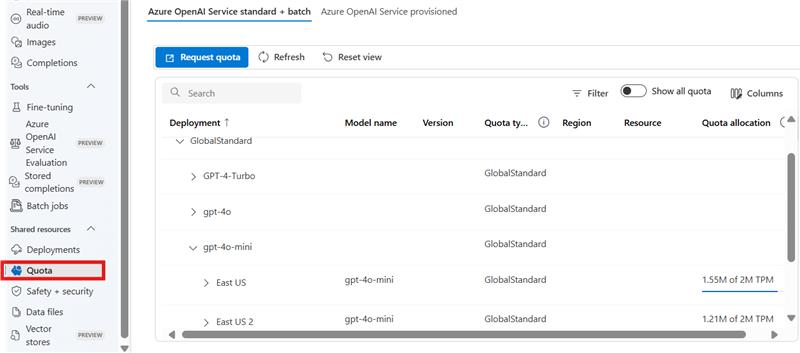 Real-time
audio
PREVIEW
Images
Completions
Tools
Fine-tuning
Azure
OpenAI
Service
Evaluation
PREVIEW
Stored
completions
PREVIEW
Batch jobs
Shared resources
Deployments
Quota
Safety + security
Data files
Vector
stores
PREVIEW
Azure OpenAI Service standard + batch Azure OpenAI Service provisioned
Request quota Refresh Reset view
Search Filter Show all quota Columns
Deployment ↑ Model name Version Quota ty... Region Resource Quota allocation
GlobalStandard
GPT-4-Turbo GlobalStandard
gpt-4o GlobalStandard
gpt-4o-mini GlobalStandard
East US gpt-4o-mini GlobalStandard 1.55M of 2M TPM
East US 2 gpt-4o-mini GlobalStandard 1.21M of 2M TPM